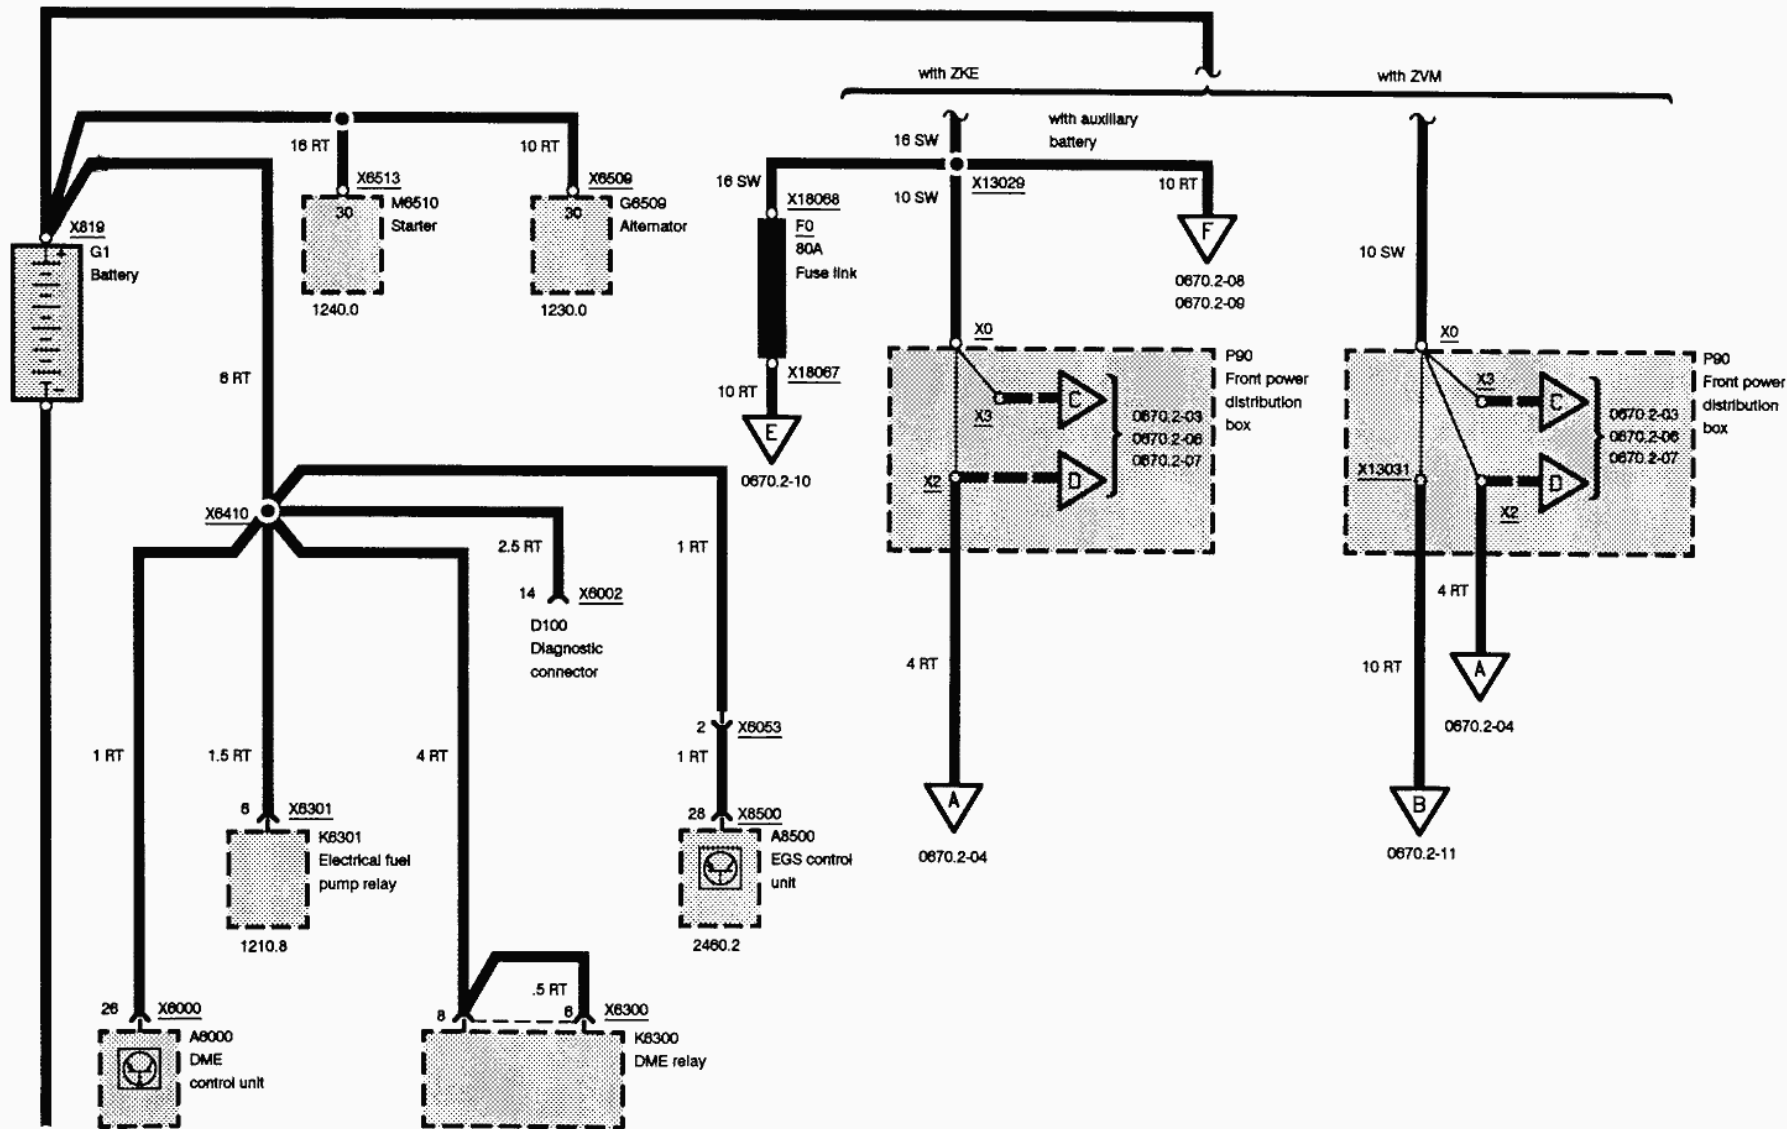 with ZKE
with ZVM
with auxiliary
battery
16 SW
16 RT
10 RT
16 SW
10 SW
10 RT
X13029
X6513
X6509
X18068
30
M6510
Starter
30
G6509
Alternator
F0
80A
Fuse link
F
X819
G1
Battery
+
-
10 SW
0670.2-08
0670.2-09
1240.0
1230.0
X0
X0
P90
Front power
distribution
box
P90
Front power
distribution
box
6 RT
X18067
10 RT
E
0670.2-10
X3
C
0670.2-03
0670.2-06
0670.2-07
X2
D
X3
C
0670.2-03
0670.2-06
0670.2-07
X13031
D
X2
X6410
2.5 RT
1 RT
14
X6002
D100
Diagnostic
connector
4 RT
4 RT
10 RT
A
0670.2-04
1 RT
1.5 RT
4 RT
2
X6053
1 RT
A
0670.2-04
B
0670.2-11
6
X6301
K6301
Electrical fuel
pump relay
1210.8
28
X8500
A8500
EGS control
unit
2460.2
.5 RT
26
X6000
A6000
DME
control unit
8
6
X6300
K6300
DME relay